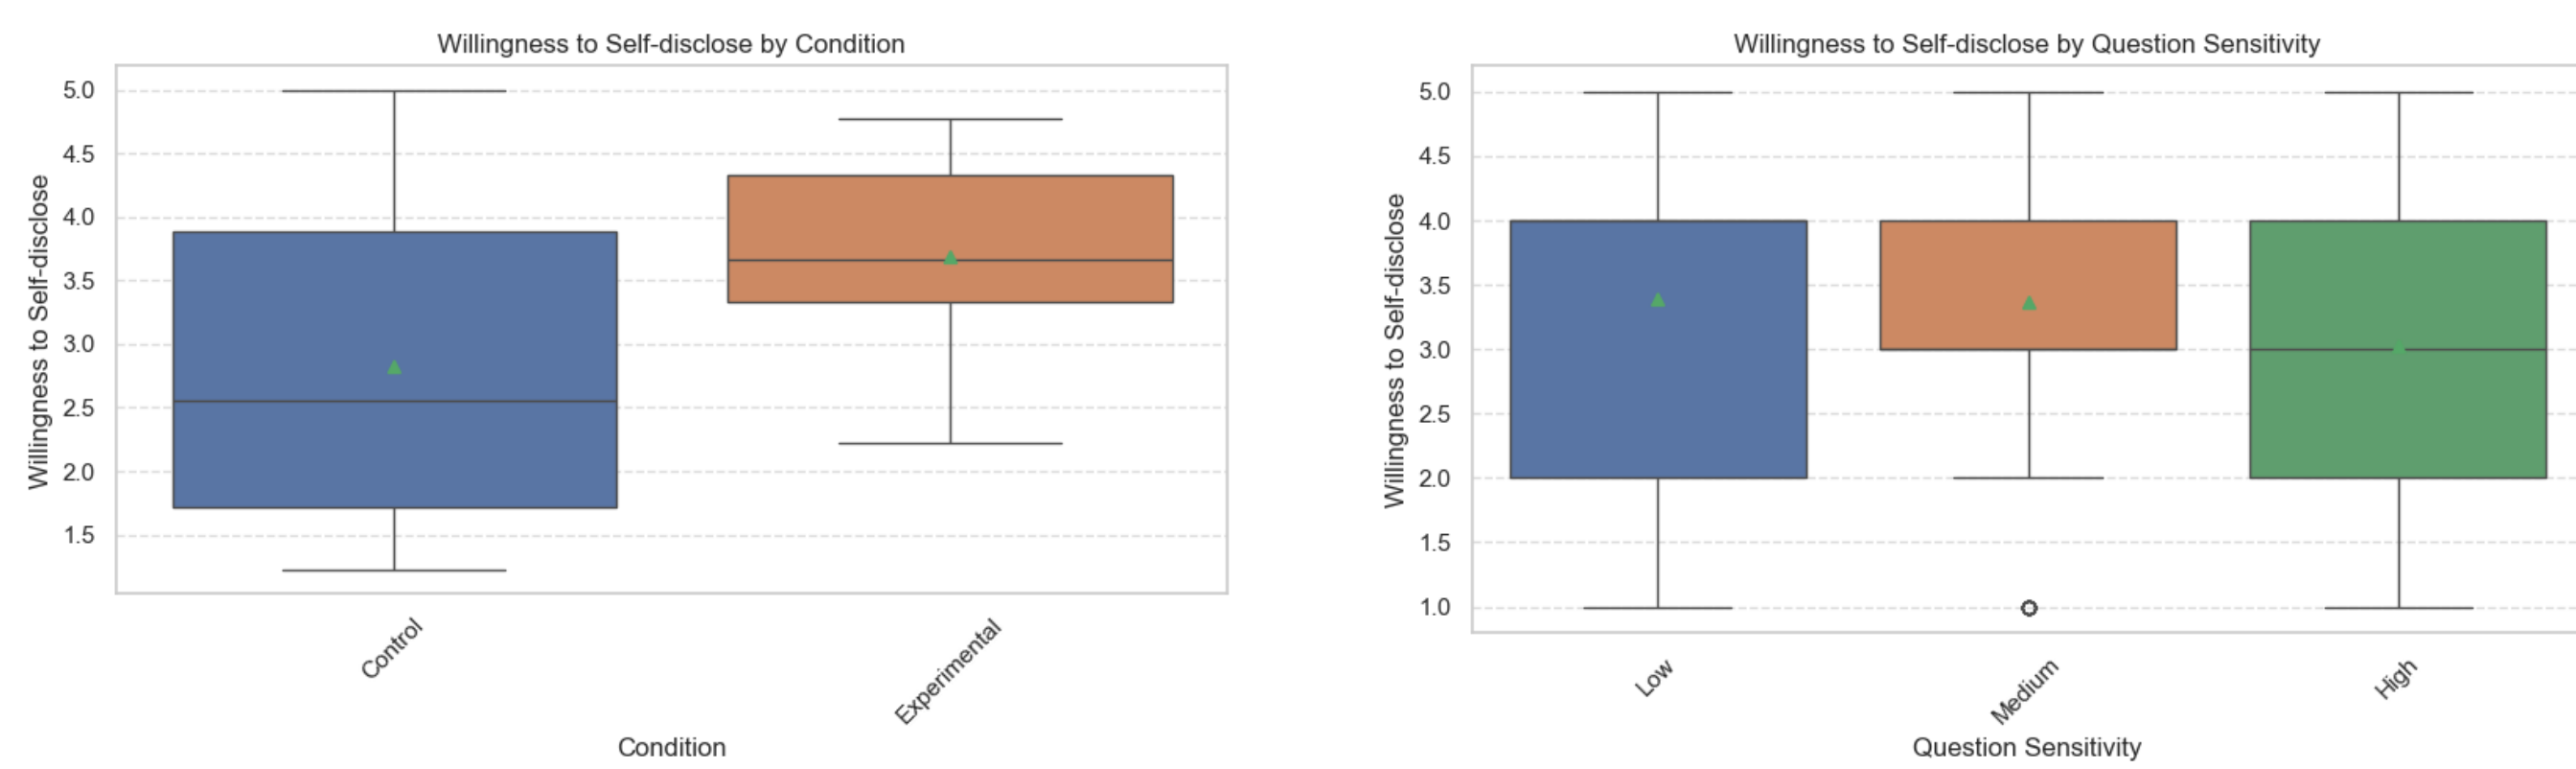 Willingness to Self-disclose by Condition
Willingness to Self-disclose
5.0
4.5
4.0
3.5
3.0
2.5
2.0
1.5
Control
Experimental
Condition
Willingness to Self-disclose by Question Sensitivity
Willingness to Self-disclose
5.0
4.5
4.0
3.5
3.0
2.5
2.0
1.5
1.0
Low
Medium
High
Question Sensitivity